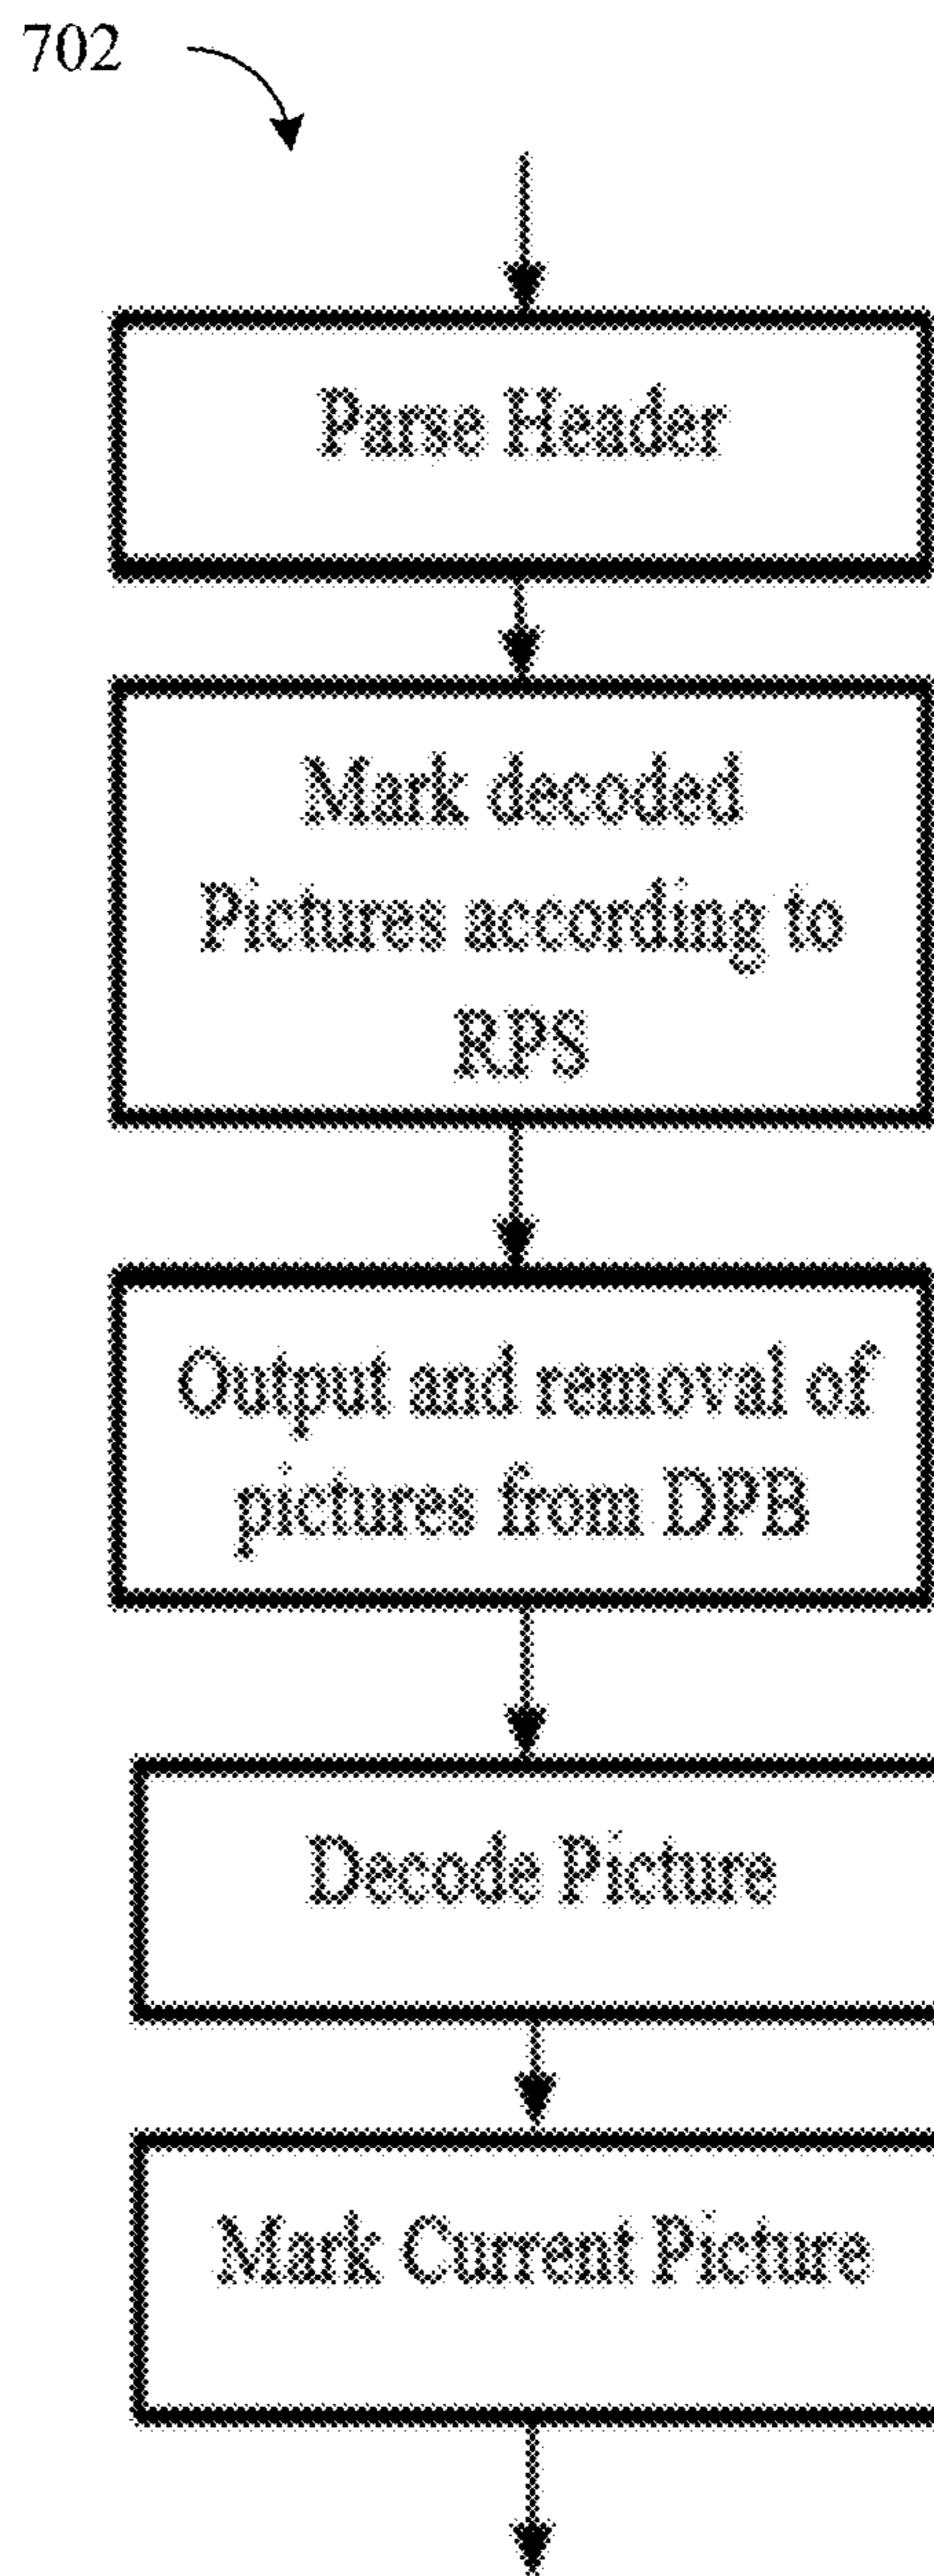 702
Parse Header
Mark decoded
Pictures according to
RPS
Output and removal of
pictures from DPB
Decode Picture
Mark Current Picture